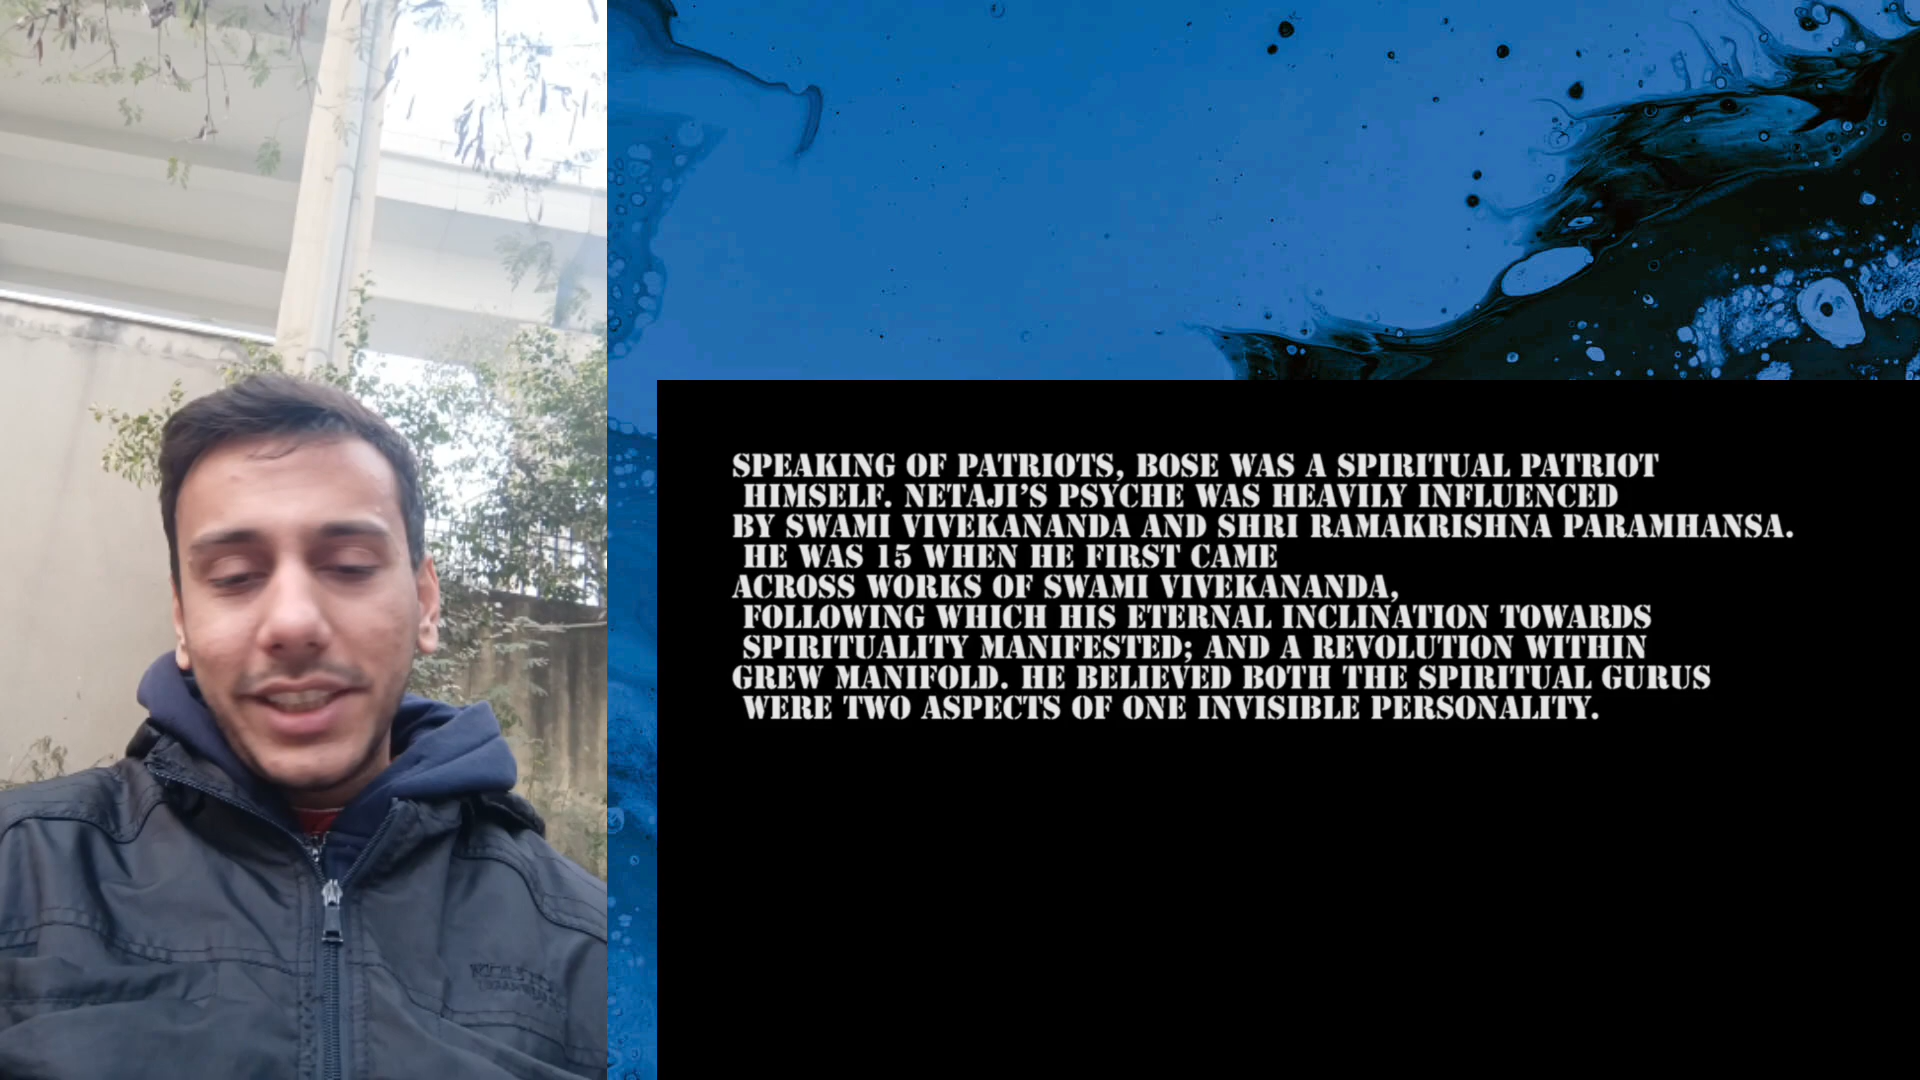 SPEAKING OF PATRIOTS, BOSE WAS A SPIRITUAL PATRIOT
HIMSELF. NETAJI'S PSYCHE WAS HEAVILY INFLUENCED
BY SWAMI VIVEKANANDA AND SHRI RAMAKRISHNA PARAMHANSA.
HE WAS 15 WHEN HE FIRST CAME
ACROSS WORKS OF SWAMI VIVEKANANDA,
FOLLOWING WHICH HIS ETERNAL INCLINATION TOWARDS
SPIRITUALITY MANIFESTED; AND A REVOLUTION WITHIN
GREW MANIFOLD. HE BELIEVED BOTH THE SPIRITUAL GURUS
WERE TWO ASPECTS OF ONE INVISIBLE PERSONALITY.